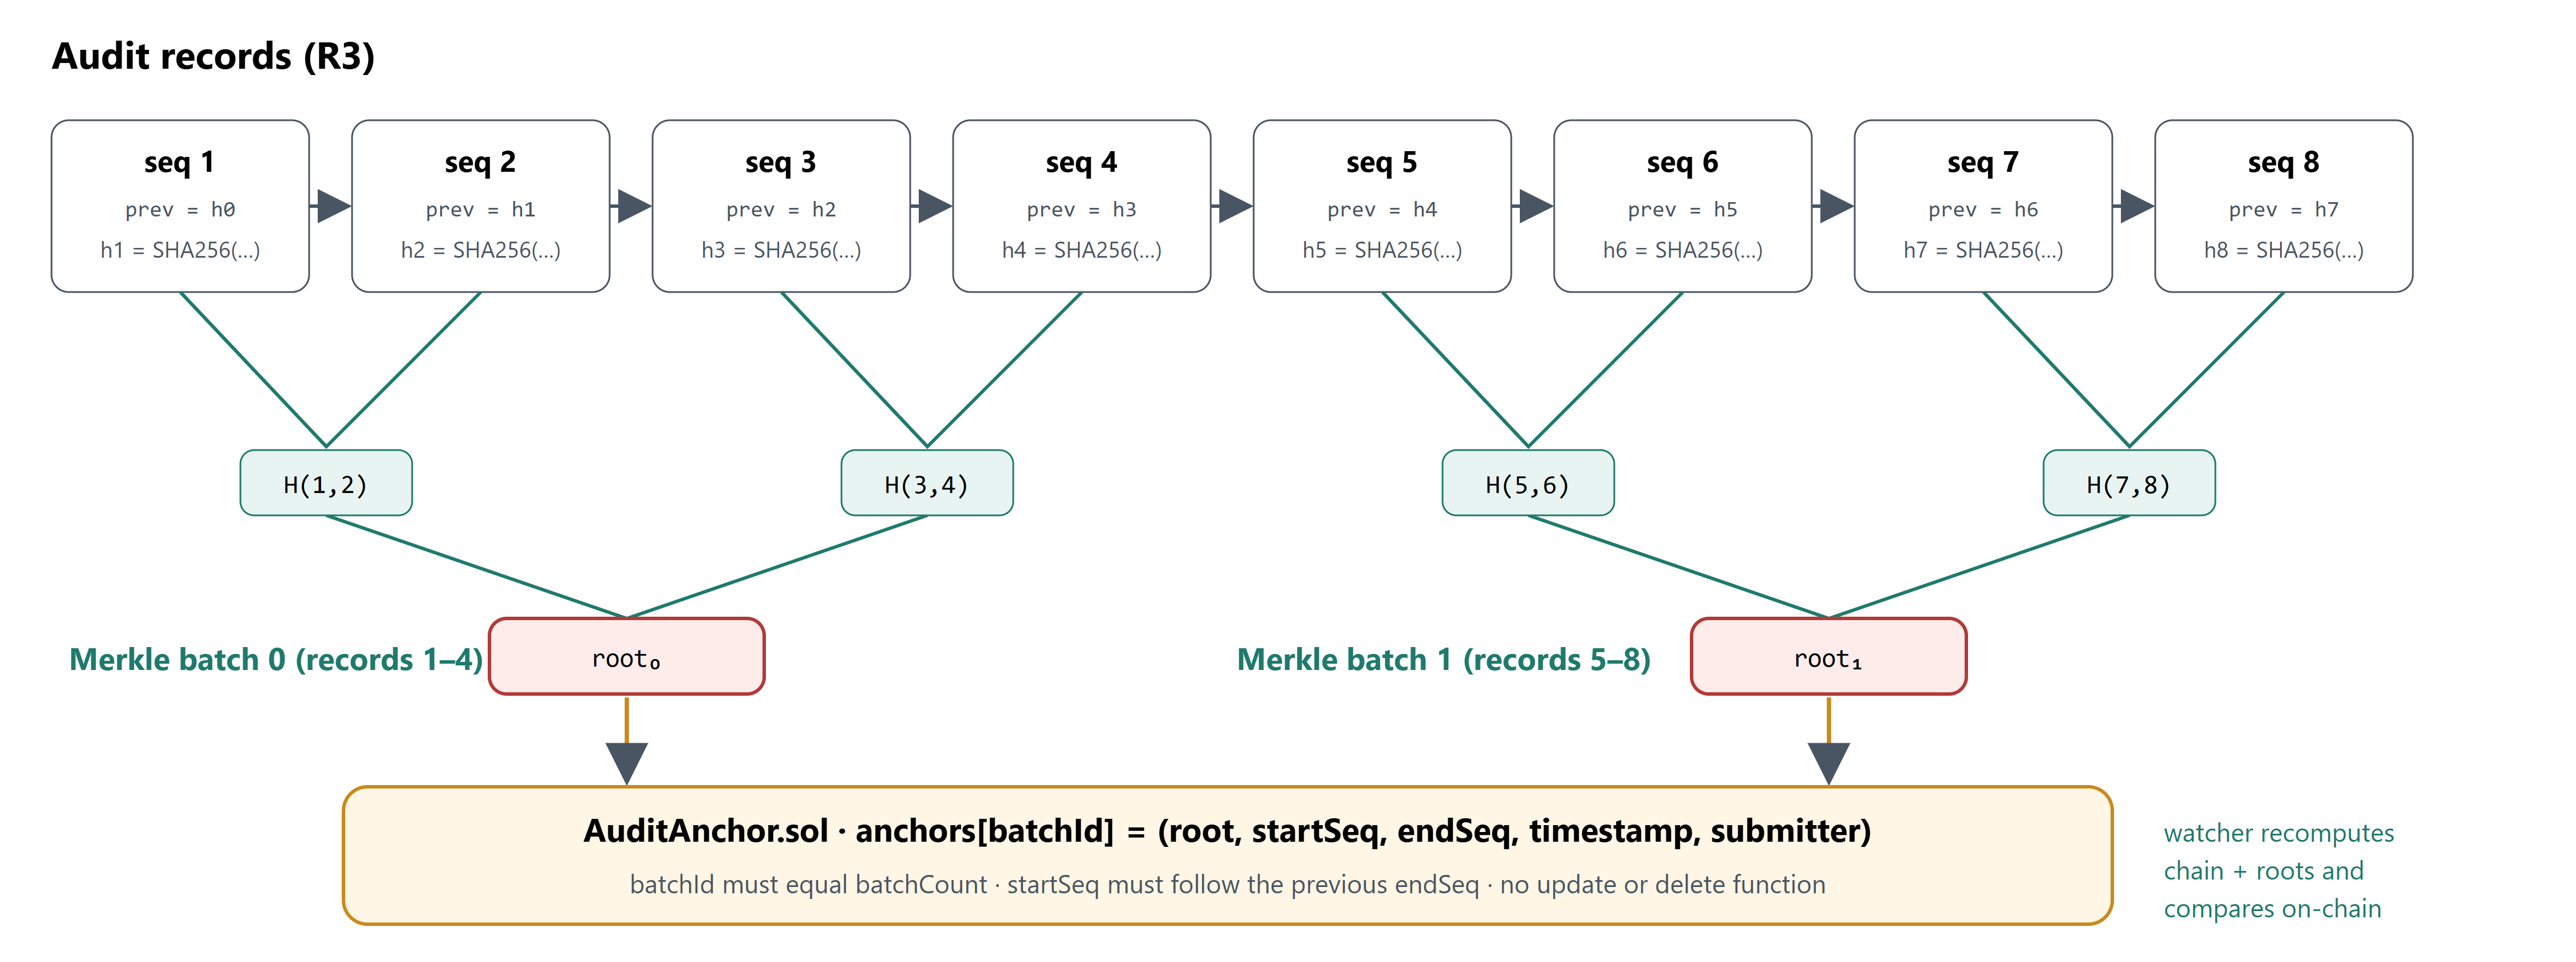 Audit records (R3)
seq 1
prev = h0
h1 = SHA256(...)
seq 2
prev = h1
h2 = SHA256(...)
seq 3
prev = h2
h3 = SHA256(...)
seq 4
prev = h3
h4 = SHA256(...)
seq 5
prev = h4
h5 = SHA256(...)
seq 6
prev = h5
h6 = SHA256(...)
seq 7
prev = h6
h7 = SHA256(...)
seq 8
prev = h7
h8 = SHA256(...)
H(1,2)
H(3,4)
H(5,6)
H(7,8)
Merkle batch 0 (records 1–4)
root₀
Merkle batch 1 (records 5–8)
root₁
AuditAnchor.sol · anchors[batchId] = (root, startSeq, endSeq, timestamp, submitter)
batchId must equal batchCount · startSeq must follow the previous endSeq · no update or delete function
watcher recomputes
chain + roots and
compares on-chain